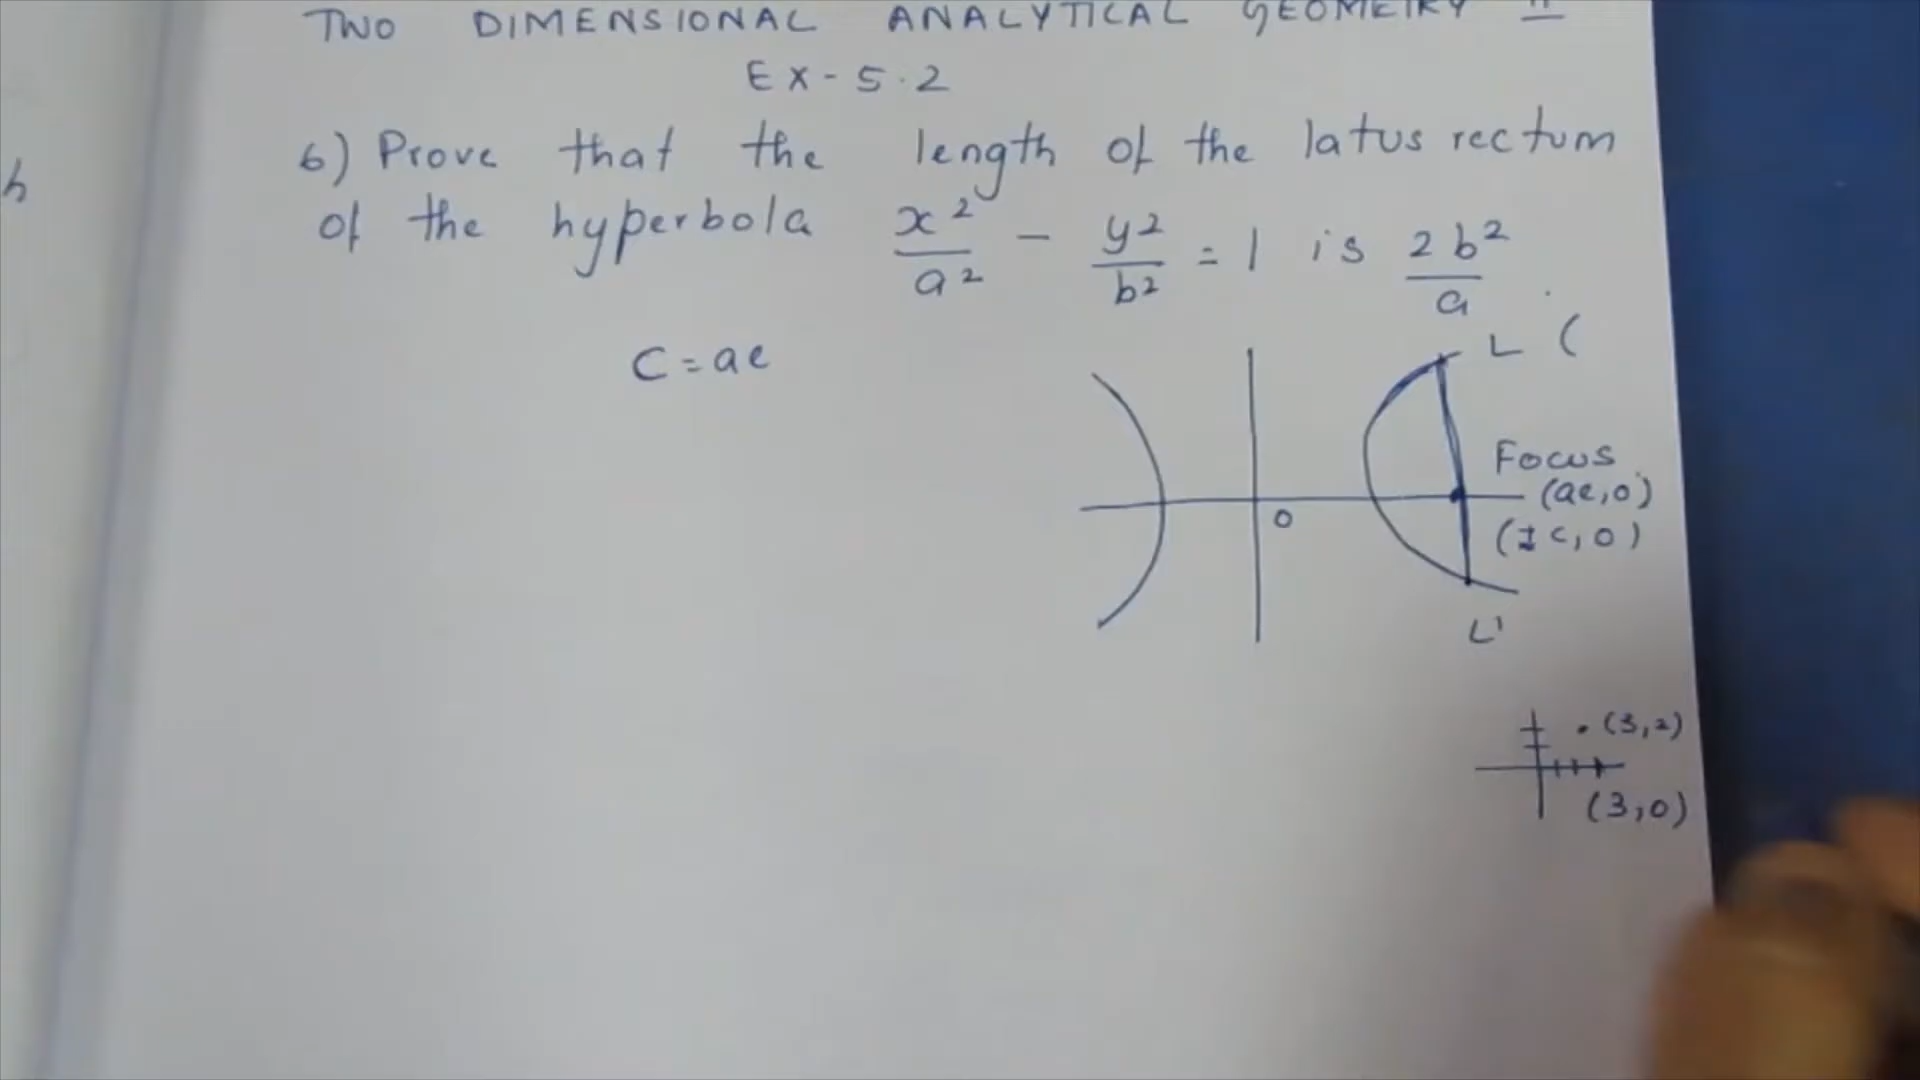 TWO DIMENSIONAL ANALYTICAL GEOMETRY II
EX - 5.2
6) Prove that the length of the latus rectum
of the hyperbola x²/a² - y²/b² = 1 is 2b²/a.
C = ae
L (
Focus
(ae, 0)
(c, 0)
O
L'
(3,2)
(3,0)
h